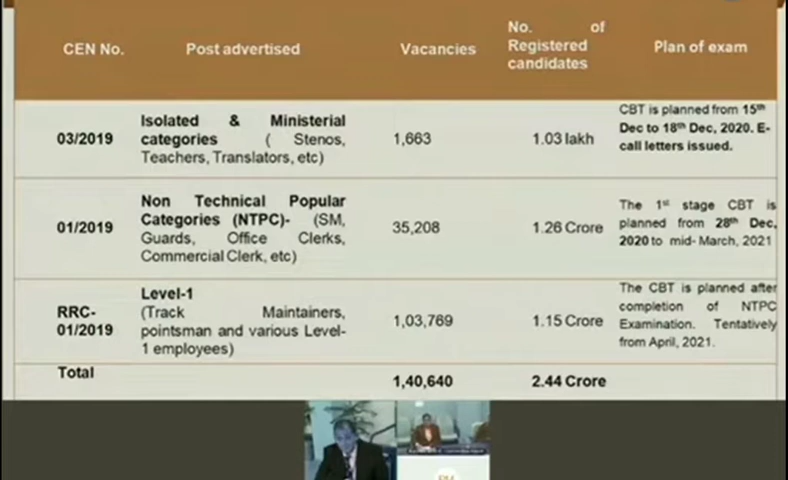 CEN No. Post advertised Vacancies No. of Registered candidates Plan of exam
03/2019
Isolated & Ministerial
categories ( Stenos,
Teachers, Translators, etc)
1,663
1.03 lakh
CBT is planned from 15th
Dec to 18th Dec, 2020. E-
call letters issued.
01/2019
Non Technical Popular
Categories (NTPC)- (SM,
Guards, Office Clerks,
Commercial Clerk, etc)
35,208
1.26 Crore
The 1st stage CBT is
planned from 28th Dec,
2020 to mid- March, 2021
RRC-
01/2019
Level-1
(Track Maintainers,
pointsman and various Level-
1 employees)
1,03,769
1.15 Crore
The CBT is planned after
completion of NTPC
Examination. Tentatively
from April, 2021.
Total
1,40,640
2.44 Crore